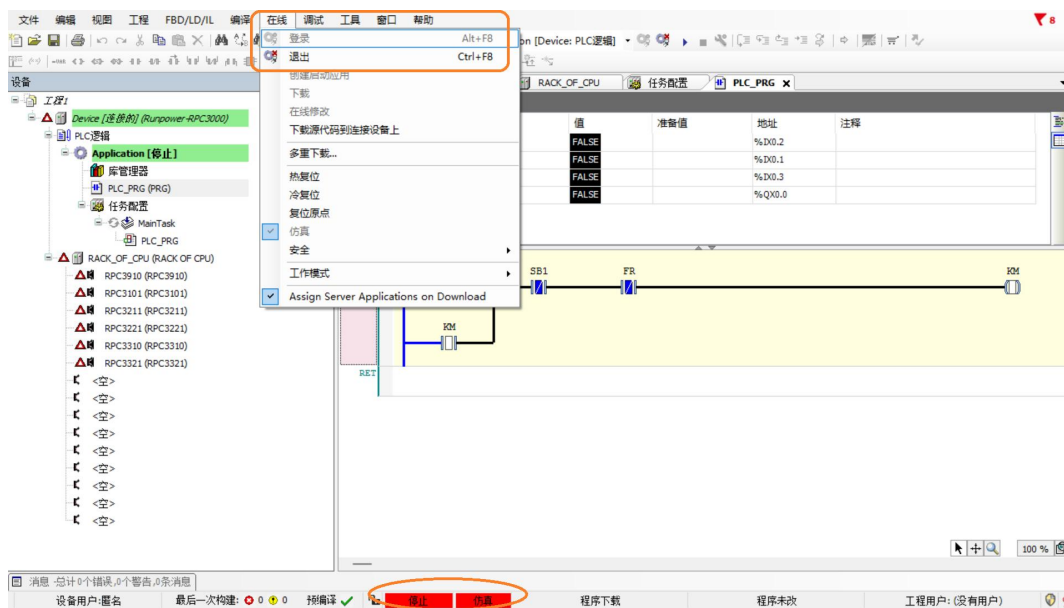 文件 编辑 视图 工程 FBD/LD/IL 编译 在线 调试 工具 窗口 帮助
8
on [Device: PLC逻辑]
登录 Alt+F8
退出 Ctrl+F8
创建启动应用
下载
在线修改
下载源代码到连接设备上
多重下载...
热复位
冷复位
复位原点
仿真
安全
工作模式
Assign Server Applications on Download
设备
工程1
Device [连接的] (Runpower-RPC3000)
PLC逻辑
Application [停止]
库管理器
PLC_PRG (PRG)
任务配置
MainTask
PLC_PRG
RACK_OF_CPU (RACK OF CPU)
RPC3910 (RPC3910)
RPC3101 (RPC3101)
RPC3211 (RPC3211)
RPC3221 (RPC3221)
RPC3310 (RPC3310)
RPC3321 (RPC3321)
<空>
<空>
<空>
<空>
<空>
<空>
<空>
<空>
<空>
RACK_OF_CPU 任务配置 PLC_PRG X
值 准备值 地址 注释
FALSE %IX0.2
FALSE %IX0.1
FALSE %IX0.3
FALSE %QX0.0
SB1 FR KM
KM
RET
100 %
消息 -总计0个错误,0个警告,0条消息
设备用户:匿名 最后一次构建: 0 0 预编译 停止 仿真 程序下载 程序未改 工程用户: (没有用户)